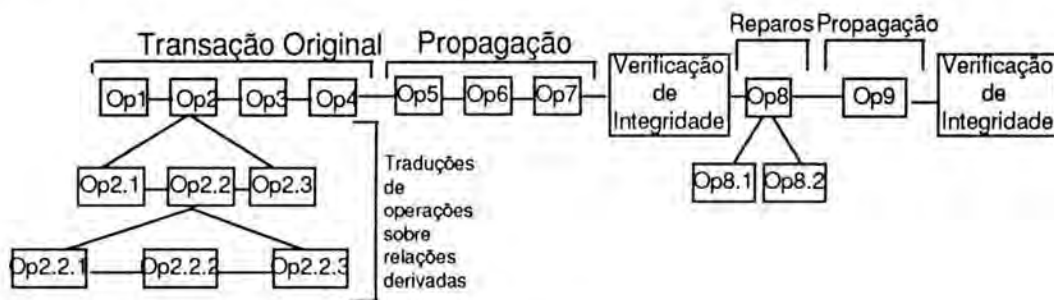 Transação Original
Propagação
Reparos
Propagação
Op1
Op2
Op3
Op4
Op5
Op6
Op7
Verificação
de
Integridade
Op8
Op9
Verificação
de
Integridade
Op2.1
Op2.2
Op2.3
Op8.1
Op8.2
Op2.2.1
Op2.2.2
Op2.2.3
Traduções
de
operações
sobre
relações
derivadas